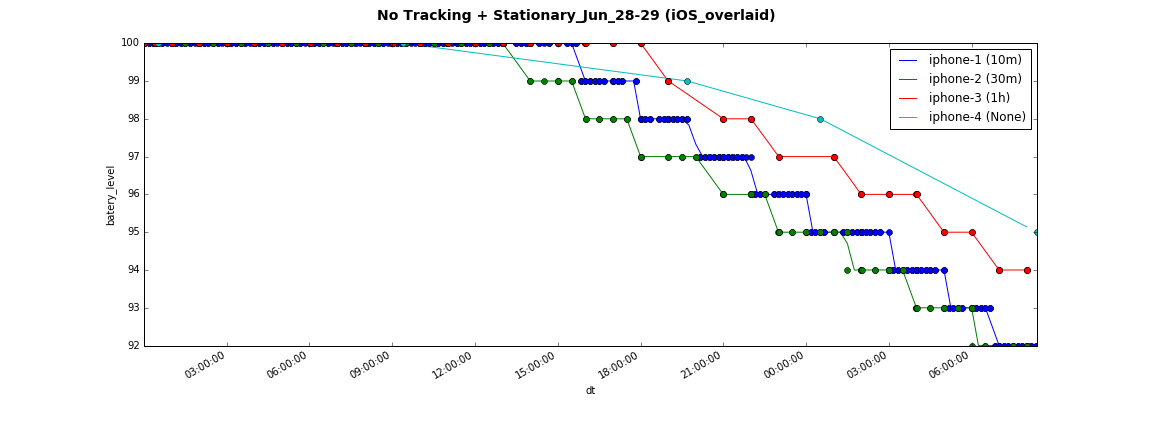 No Tracking + Stationary_Jun_28-29 (iOS_overlaid)
100
99
98
97
96
95
94
93
92
batery_level
iphone-1 (10m)
iphone-2 (30m)
iphone-3 (1h)
iphone-4 (None)
03:00:00
06:00:00
09:00:00
12:00:00
15:00:00
18:00:00
21:00:00
00:00:00
03:00:00
06:00:00
dt